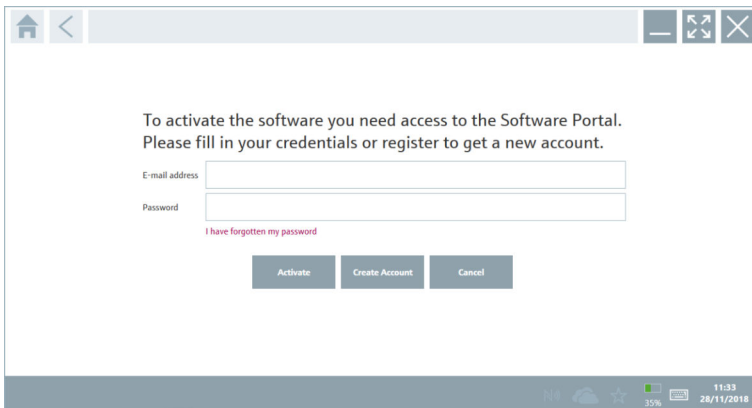 To activate the software you need access to the Software Portal.
Please fill in your credentials or register to get a new account.
E-mail address
Password
I have forgotten my password
Activate Create Account Cancel
35%
11:33
28/11/2018